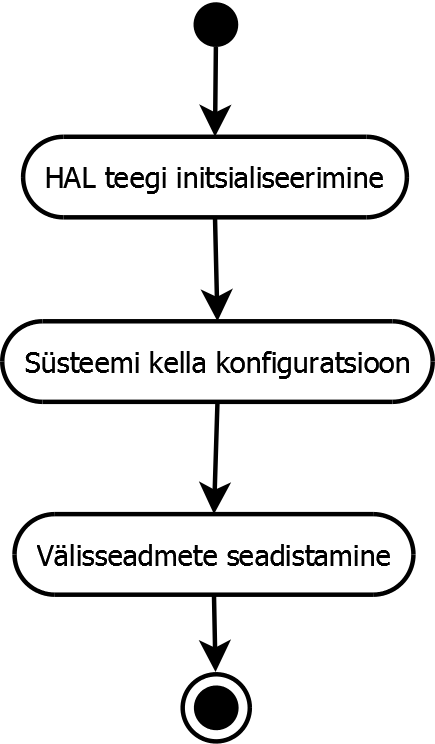 HAL teegi initsialiseerimine
Süsteemi kella konfiguratsioon
Välisseadmete seadistamine